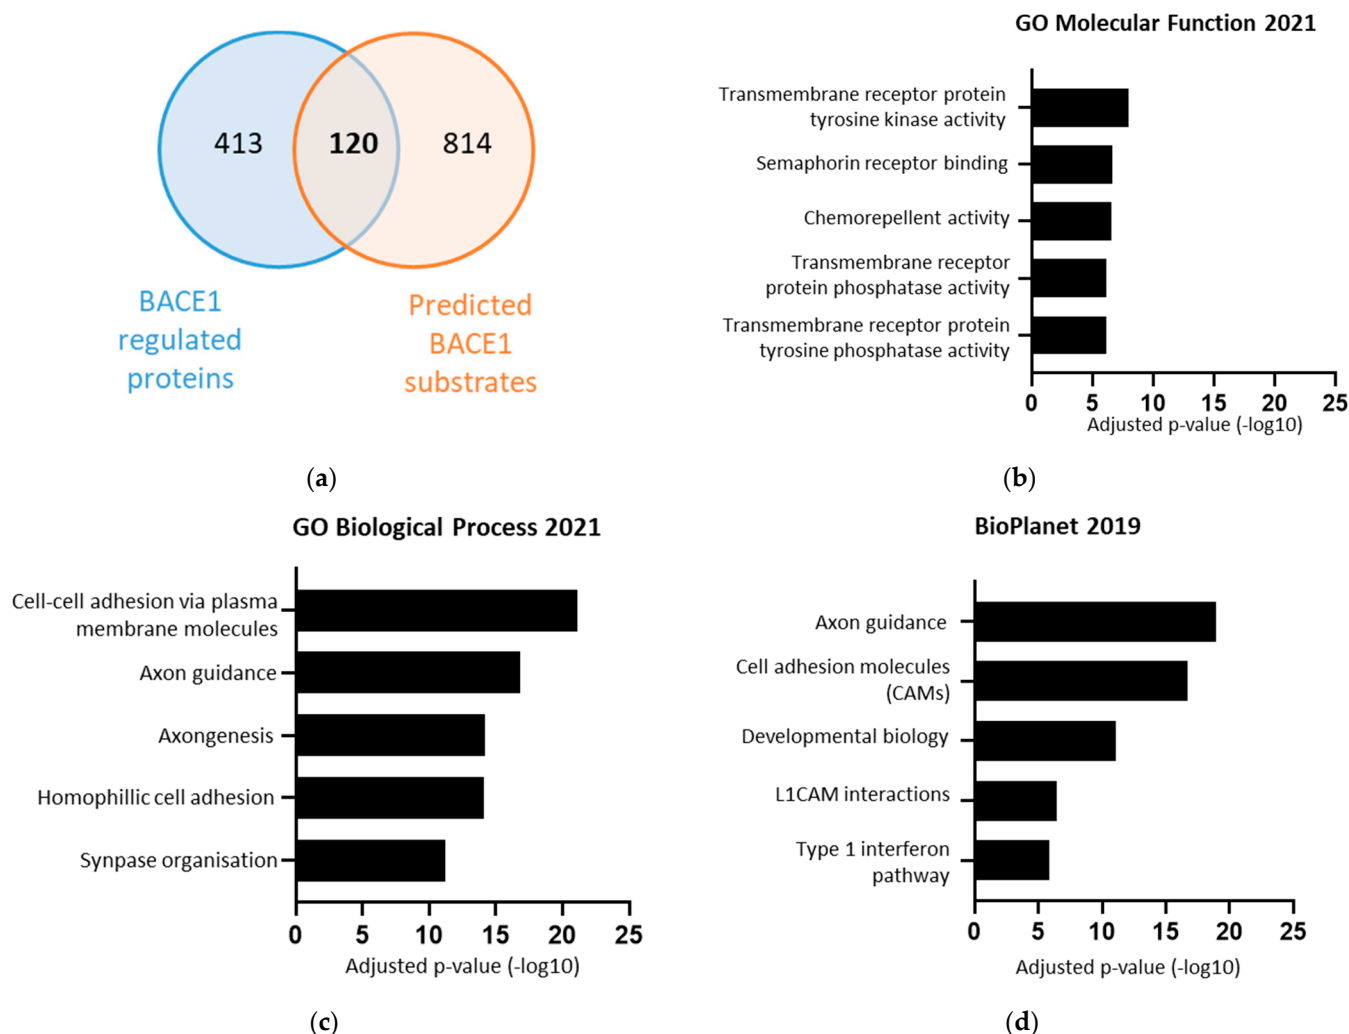 413
120
814
BACE1
regulated
proteins
Predicted
BACE1
substrates
(a)
GO Molecular Function 2021
Transmembrane receptor protein
tyrosine kinase activity
Semaphorin receptor binding
Chemorepellent activity
Transmembrane receptor
protein phosphatase activity
Transmembrane receptor protein
tyrosine phosphatase activity
0 5 10 15 20 25
Adjusted p-value (-log10)
(b)
GO Biological Process 2021
Cell-cell adhesion via plasma
membrane molecules
Axon guidance
Axongenesis
Homophillic cell adhesion
Synpase organisation
0 5 10 15 20 25
Adjusted p-value (-log10)
(c)
BioPlanet 2019
Axon guidance
Cell adhesion molecules
(CAMs)
Developmental biology
L1CAM interactions
Type 1 interferon
pathway
0 5 10 15 20 25
Adjusted p-value (-log10)
(d)